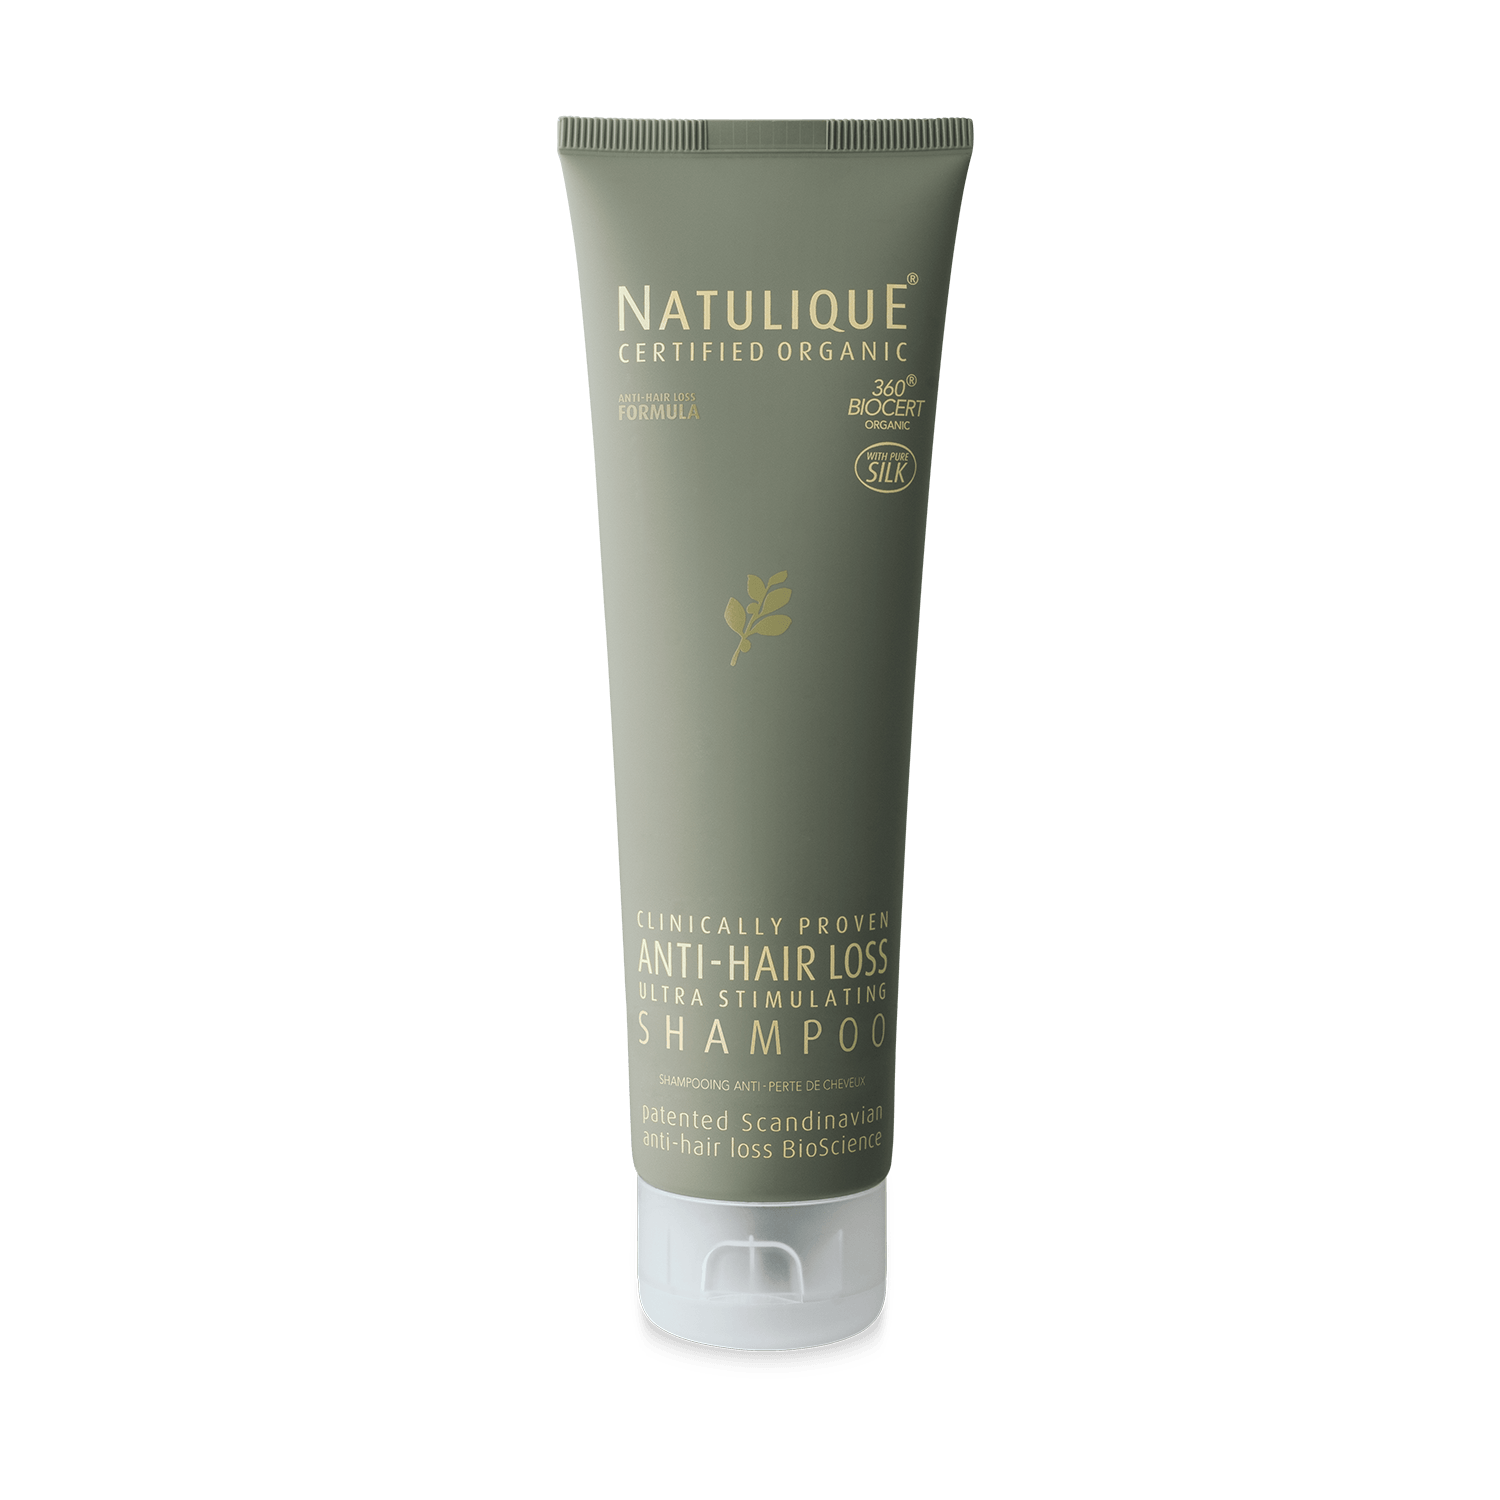 NATULIQUE®
CERTIFIED ORGANIC
ANTI-HAIR LOSS
FORMULA
360®
BIOCERT
ORGANIC
WITH PURE
SILK
CLINICALLY PROVEN
ANTI-HAIR LOSS
ULTRA STIMULATING
SHAMPOO
SHAMPOOING ANTI-PERTE DE CHEVEUX
patented Scandinavian
anti-hair loss BioScience